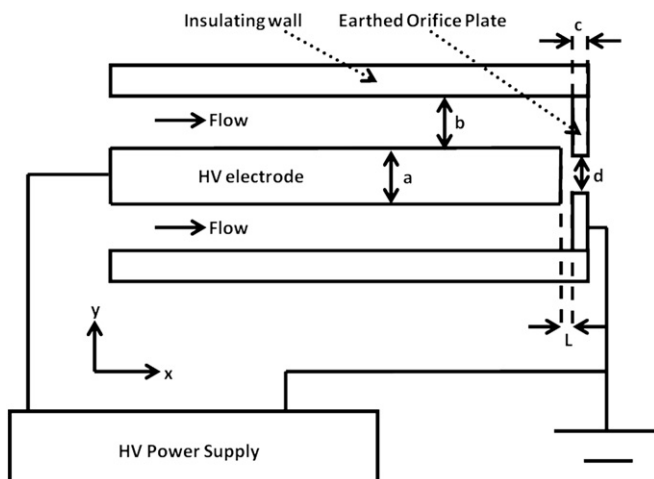 Insulating wall
Earthed Orifice Plate
c
Flow
b
HV electrode
a
d
Flow
y
x
L
HV Power Supply